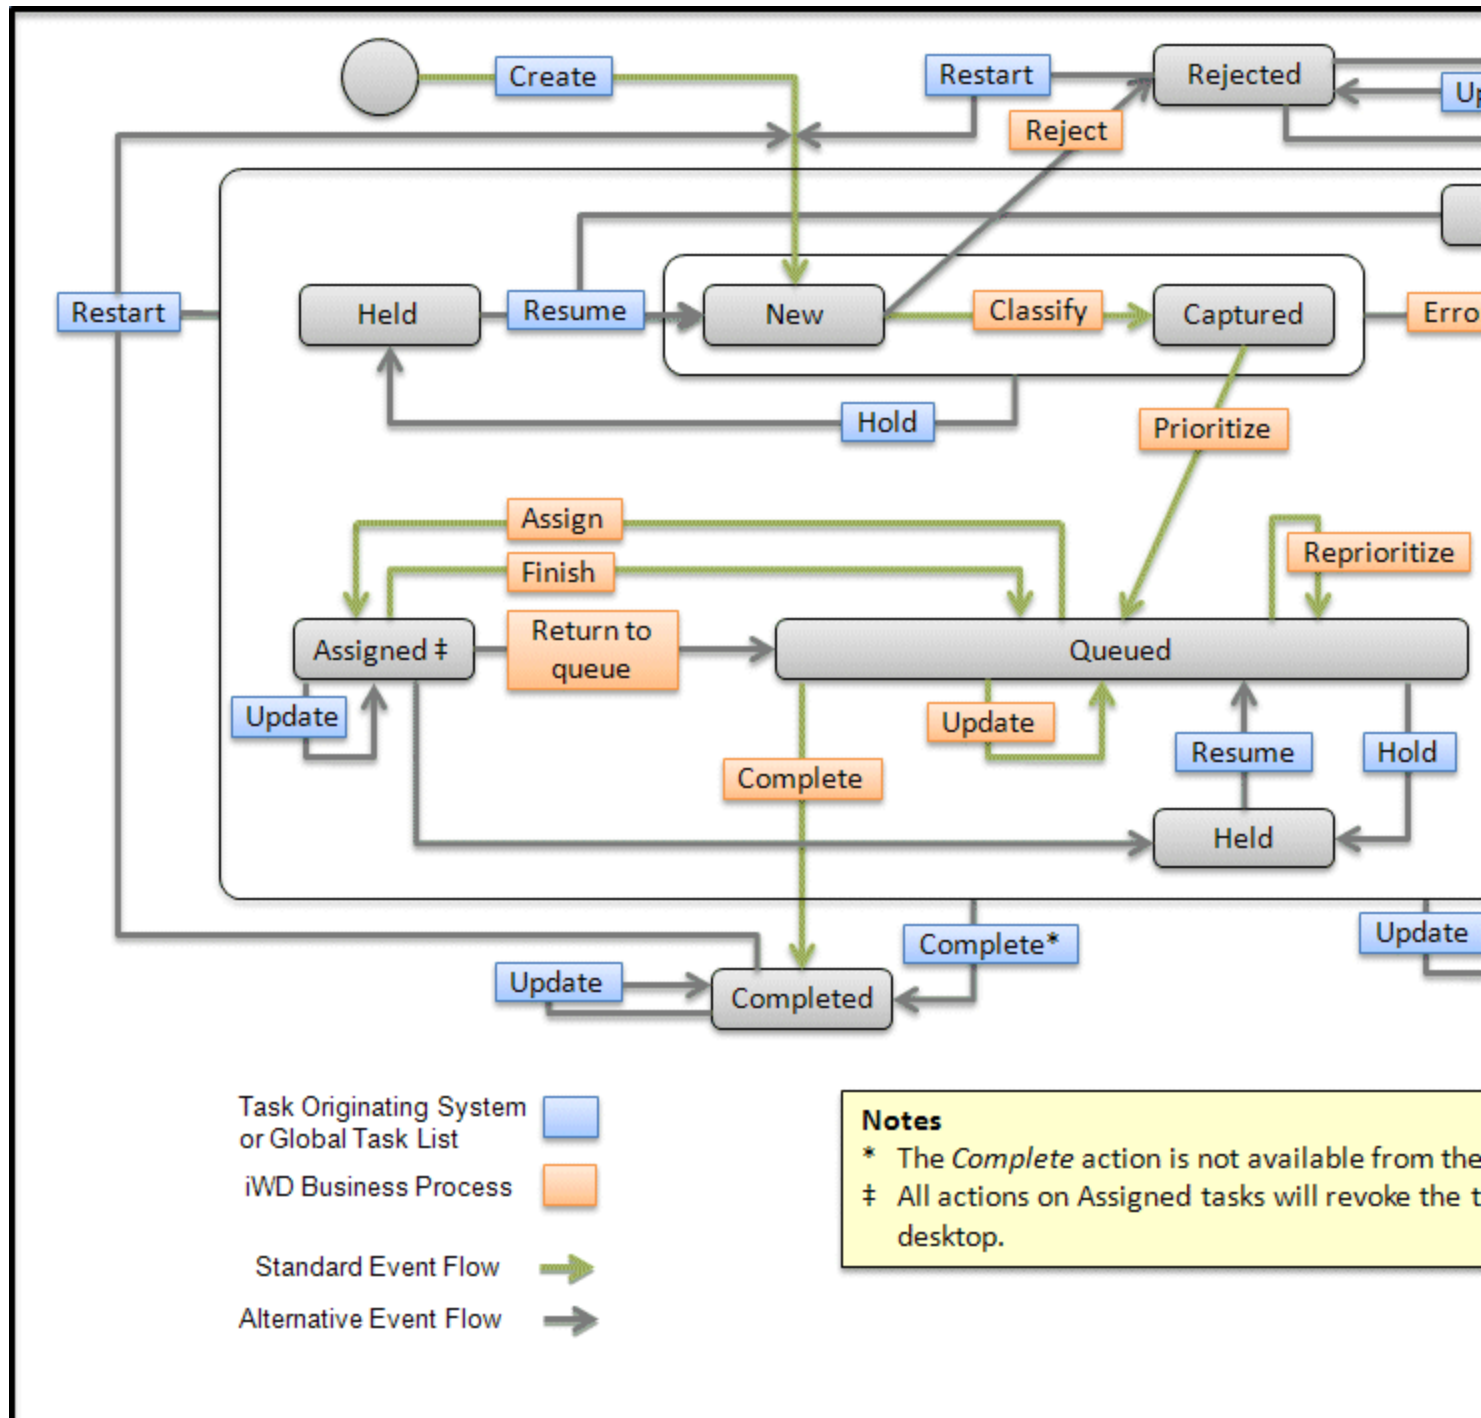 Create
Restart
Rejected
Reject
Restart
Held
Resume
New
Classify
Captured
Hold
Prioritize
Assign
Finish
Reprioritize
Assigned ‡
Return to
queue
Queued
Update
Update
Resume
Hold
Complete
Held
Complete*
Update
Update
Completed
Task Originating System
or Global Task List
iWD Business Process
Standard Event Flow
Alternative Event Flow
Notes
* The Complete action is not available from the
‡ All actions on Assigned tasks will revoke the
desktop.